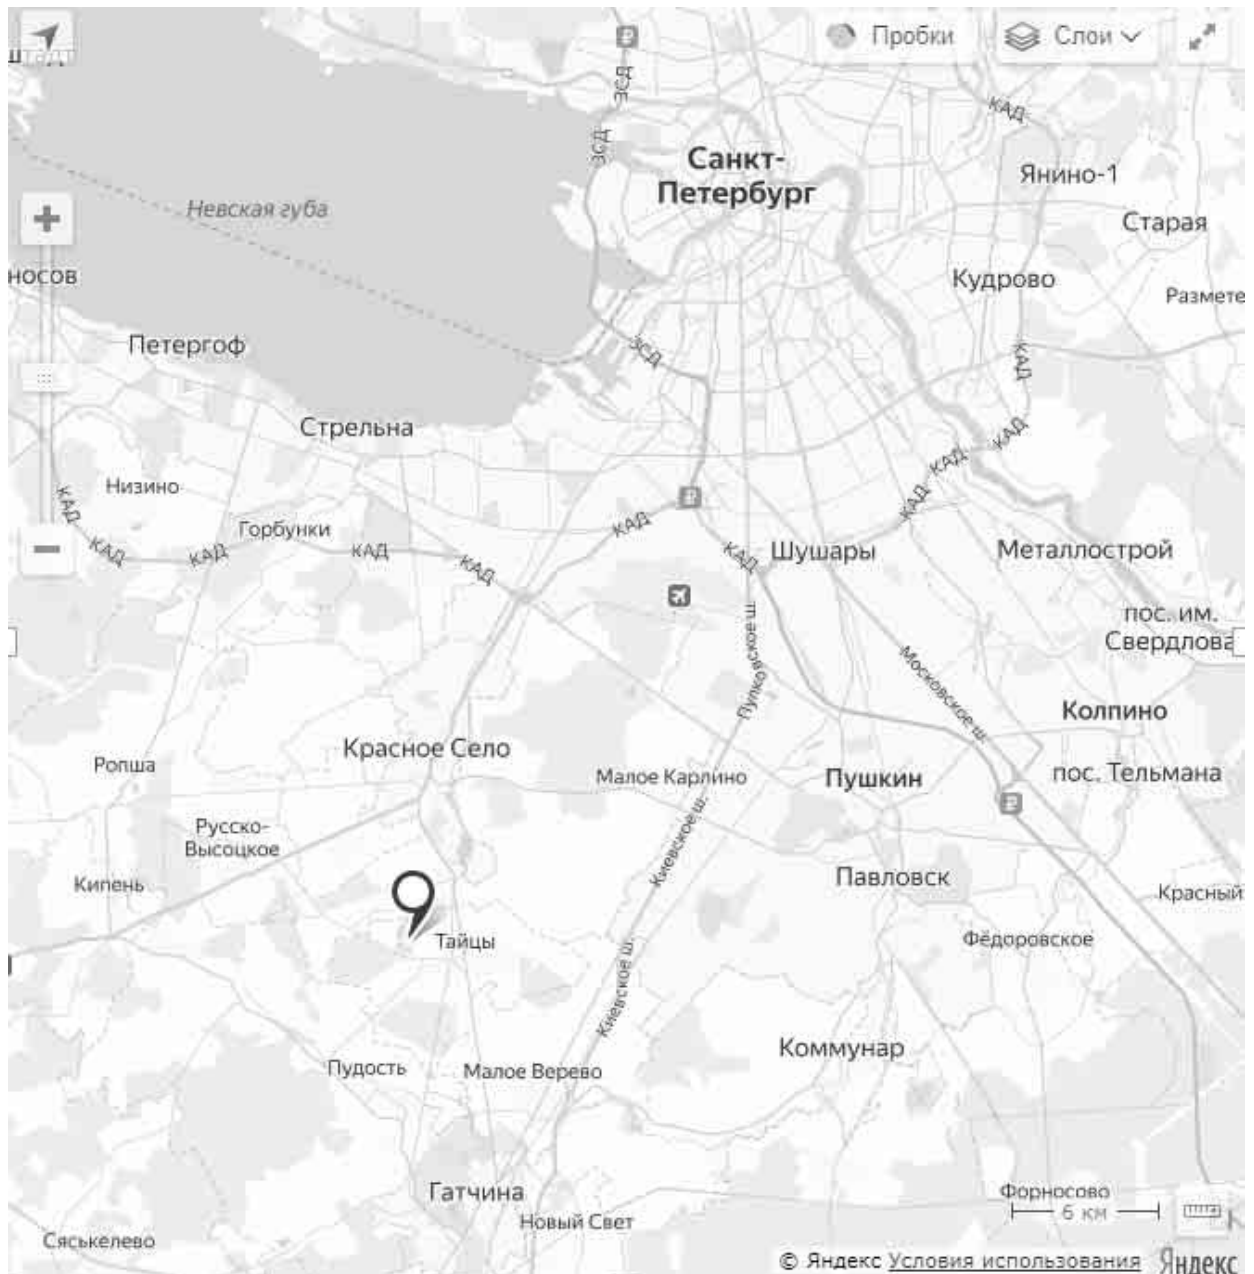 Пробки
Слои
ЗСД
ЗСД
КАД
Санкт-
Петербург
Янино-1
Старая
Невская губа
Кудрово
носов
Размете
Петергоф
ЗСД
КАД
Стрельна
КАД
КАД
Низино
КАД
КАД
Горбунки
КАД
КАД
КАД
КАД
КАД
КАД
Шушары
Металлострой
пос. им.
Свердлова
Пулковское ш.
Московское ш.
Колпино
Красное Село
Ропша
Малое Карлино
Пушкин
пос. Тельмана
Русско-
Высоцкое
Киевское ш.
Кипень
Павловск
Красный
Тайцы
Фёдоровское
Киевское ш.
Пудость
Малое Верево
Коммунар
Гатчина
Форносово
6 км
Новый Свет
Сяськелево
© Яндекс Условия использования
Яндекс